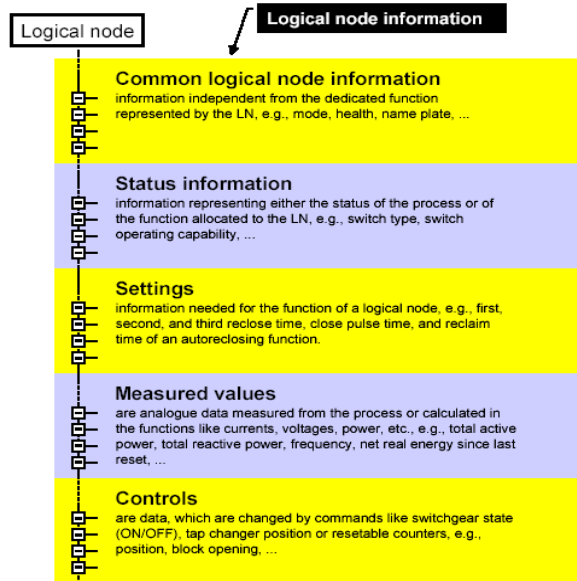 Logical node information
Logical node
Common logical node information
information independent from the dedicated function
represented by the LN, e.g., mode, health, name plate, ...
Status information
information representing either the status of the process or of
the function allocated to the LN, e.g., switch type, switch
operating capability, ...
Settings
information needed for the function of a logical node, e.g., first,
second, and third reclose time, close pulse time, and reclaim
time of an autoreclosing function.
Measured values
are analogue data measured from the process or calculated in
the functions like currents, voltages, power, etc., e.g., total active
power, total reactive power, frequency, net real energy since last
reset, ...
Controls
are data, which are changed by commands like switchgear state
(ON/OFF), tap changer position or resetable counters, e.g.,
position, block opening, ...